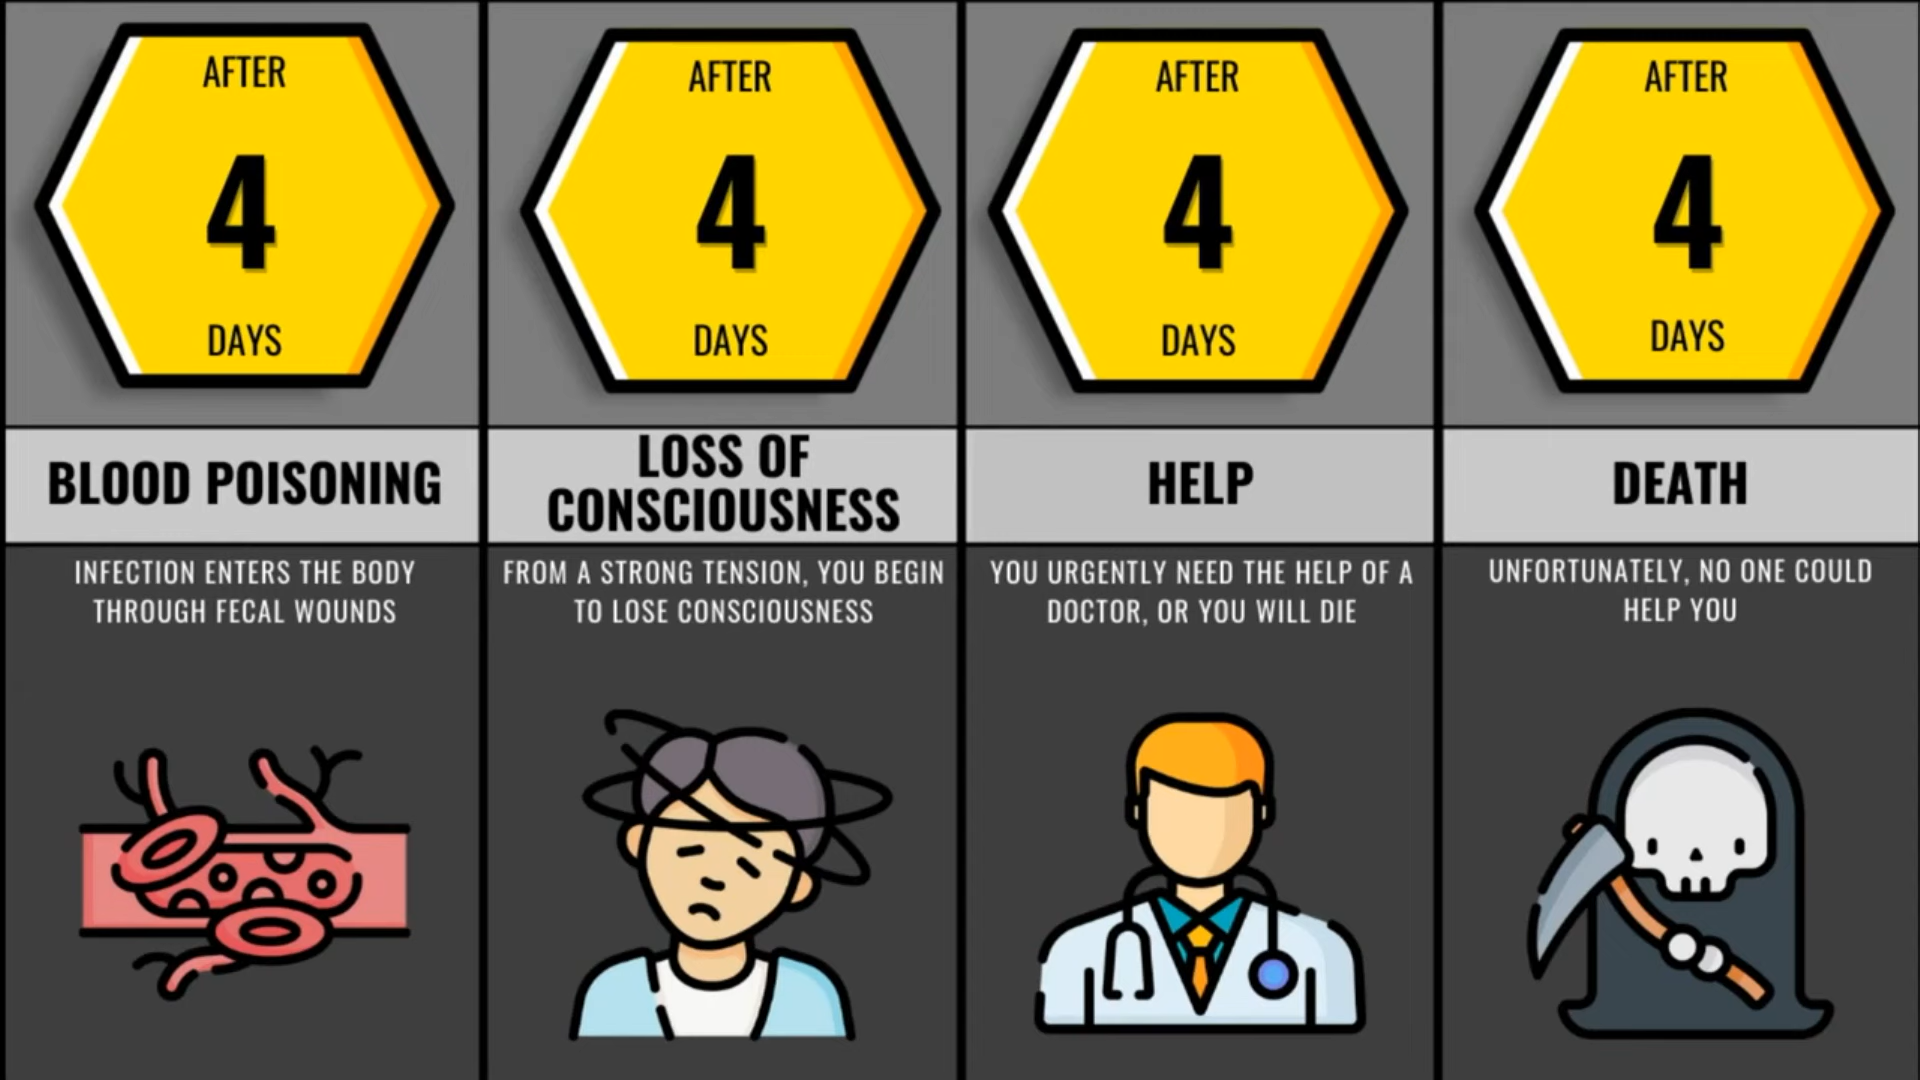 AFTER
4
DAYS
BLOOD POISONING
INFECTION ENTERS THE BODY
THROUGH FECAL WOUNDS
AFTER
4
DAYS
LOSS OF
CONSCIOUSNESS
FROM A STRONG TENSION, YOU BEGIN
TO LOSE CONSCIOUSNESS
AFTER
4
DAYS
HELP
YOU URGENTLY NEED THE HELP OF A
DOCTOR, OR YOU WILL DIE
AFTER
4
DAYS
DEATH
UNFORTUNATELY, NO ONE COULD
HELP YOU